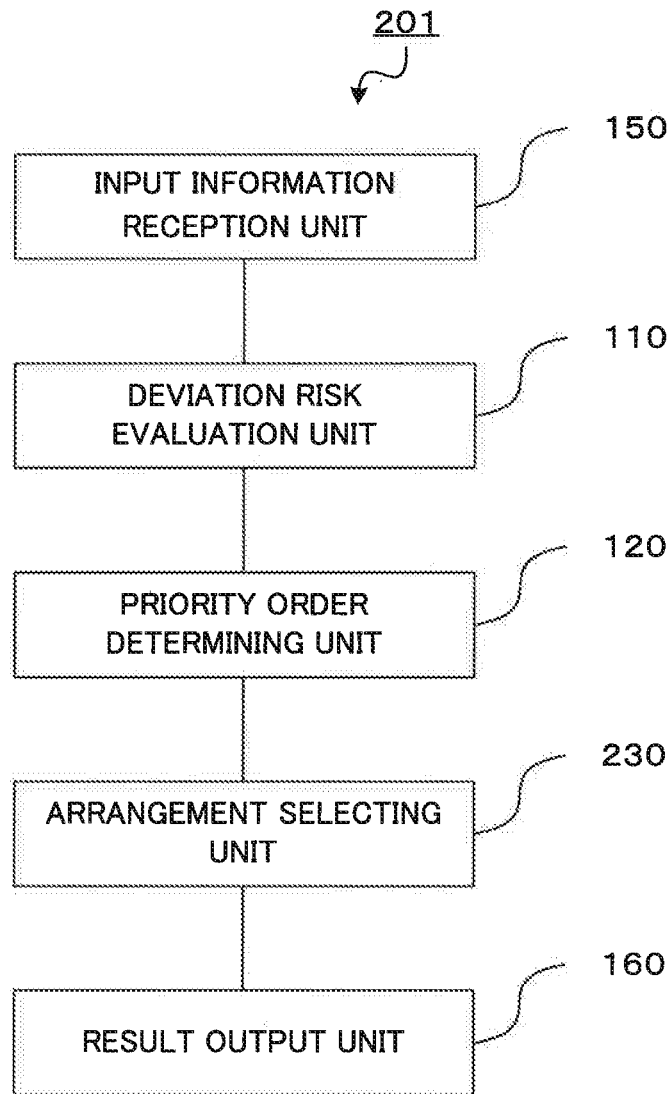 201
150
INPUT INFORMATION
RECEPTION UNIT
110
DEVIATION RISK
EVALUATION UNIT
120
PRIORITY ORDER
DETERMINING UNIT
230
ARRANGEMENT SELECTING
UNIT
160
RESULT OUTPUT UNIT